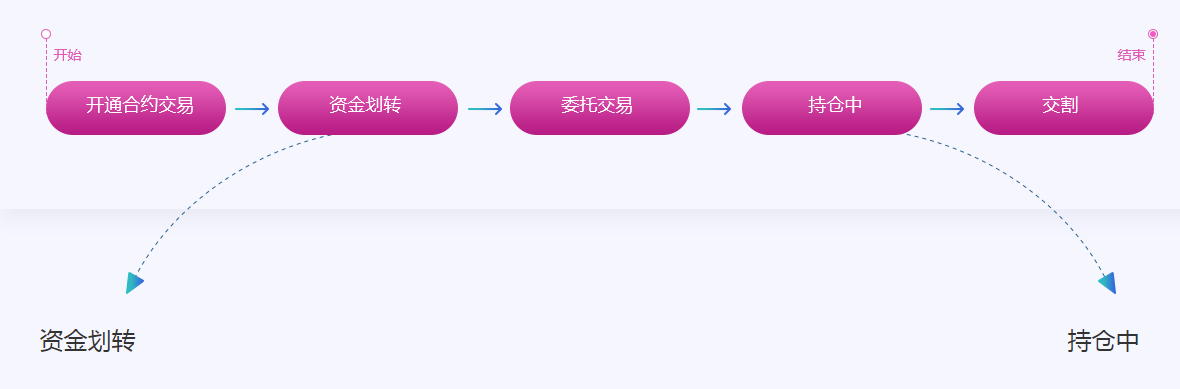 开始
结束
开通合约交易
资金划转
委托交易
持仓中
交割
资金划转
持仓中